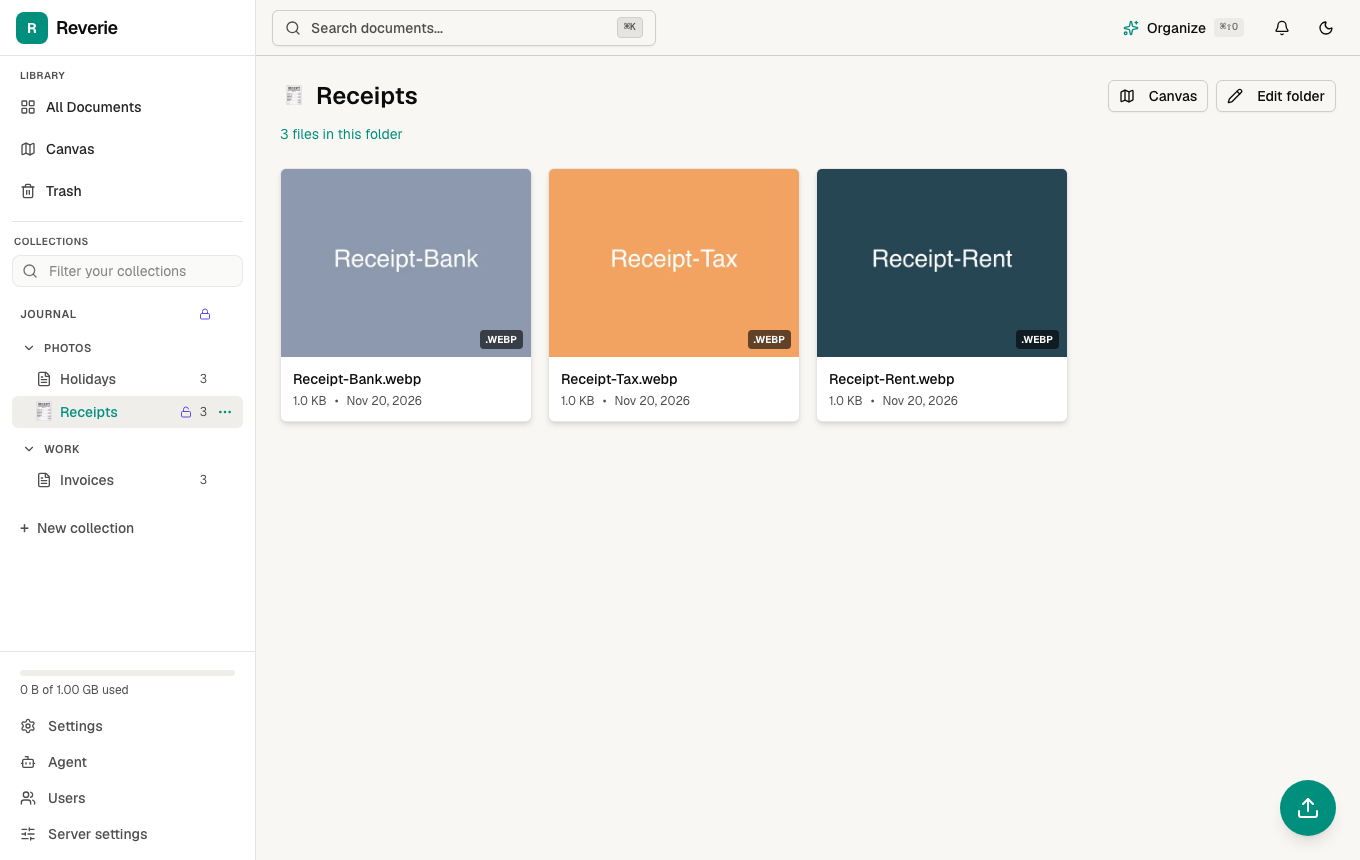 R Reverie
Search documents... ⌘K
Organize ⌘⇧O
LIBRARY
All Documents
Canvas
Trash
COLLECTIONS
Filter your collections
JOURNAL
PHOTOS
Holidays 3
Receipts 3
WORK
Invoices 3
+ New collection
0 B of 1.00 GB used
Settings
Agent
Users
Server settings
Receipts
Canvas
Edit folder
3 files in this folder
Receipt-Bank
.WEBP
Receipt-Bank.webp
1.0 KB • Nov 20, 2026
Receipt-Tax
.WEBP
Receipt-Tax.webp
1.0 KB • Nov 20, 2026
Receipt-Rent
.WEBP
Receipt-Rent.webp
1.0 KB • Nov 20, 2026